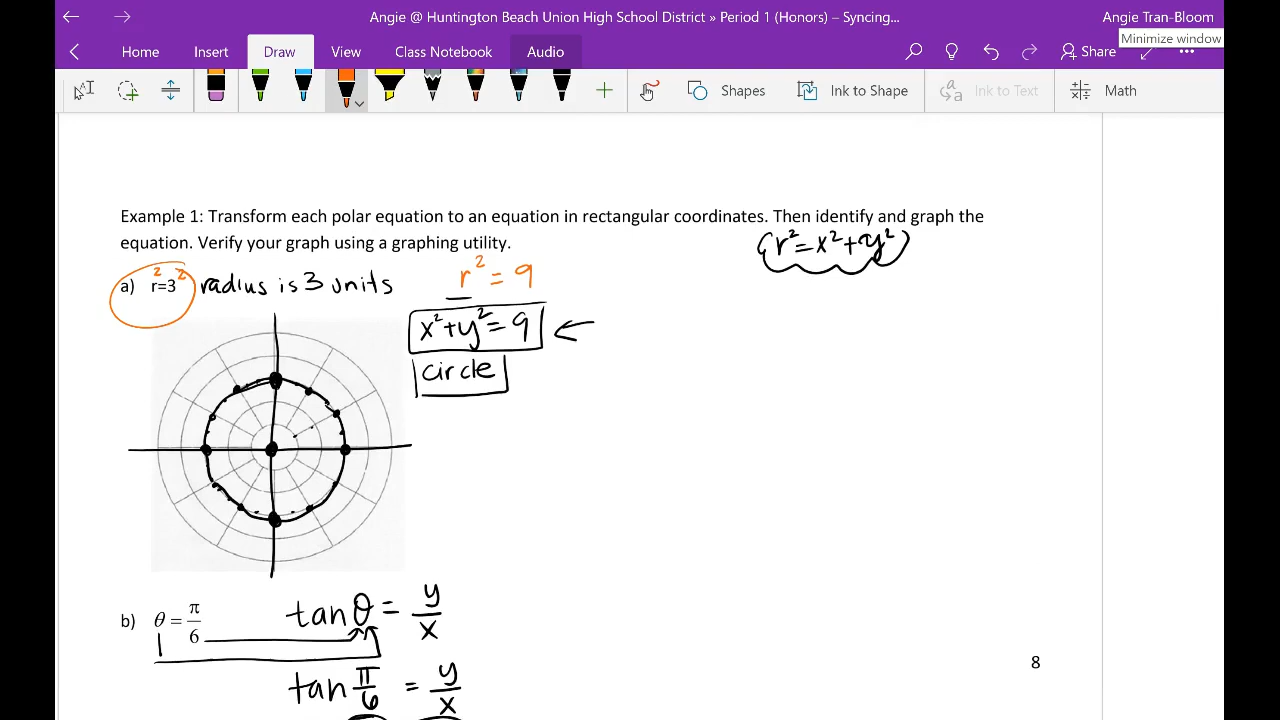 Angie @ Huntington Beach Union High School District » Period 1 (Honors) – Syncing...
Angie Tran-Bloom
Minimize window
Home Insert Draw View Class Notebook Audio Share
Shapes Ink to Shape Ink to Text Math
Example 1: Transform each polar equation to an equation in rectangular coordinates. Then identify and graph the
equation. Verify your graph using a graphing utility.
(r² = x² + y²)
a) r²=3² radius is 3 units r² = 9
x² + y² = 9 ←
circle
b) θ = π/6 tan θ = y/x
tan π/6 = y/x
8